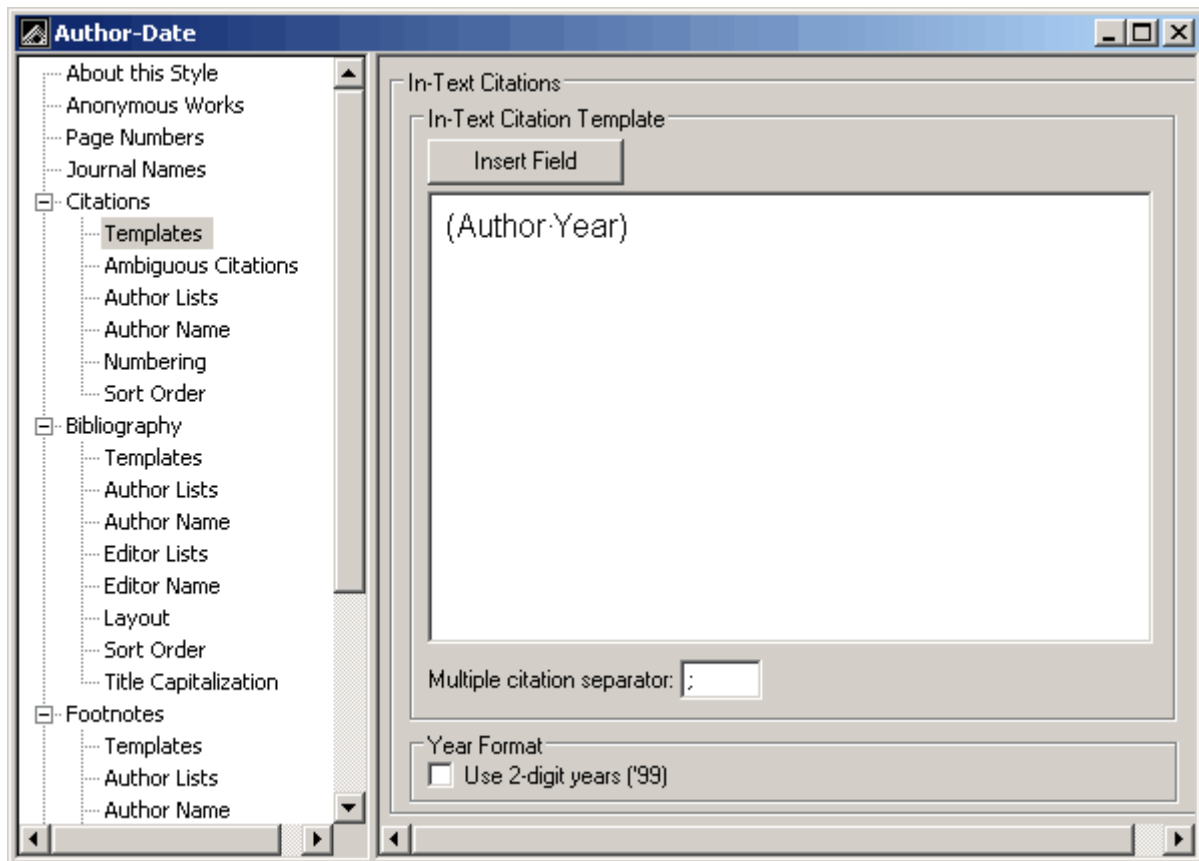 Author-Date
About this Style
Anonymous Works
Page Numbers
Journal Names
Citations
Templates
Ambiguous Citations
Author Lists
Author Name
Numbering
Sort Order
Bibliography
Templates
Author Lists
Author Name
Editor Lists
Editor Name
Layout
Sort Order
Title Capitalization
Footnotes
Templates
Author Lists
Author Name
In-Text Citations
In-Text Citation Template
Insert Field
(Author·Year)
Multiple citation separator: ;
Year Format
Use 2-digit years ('99)